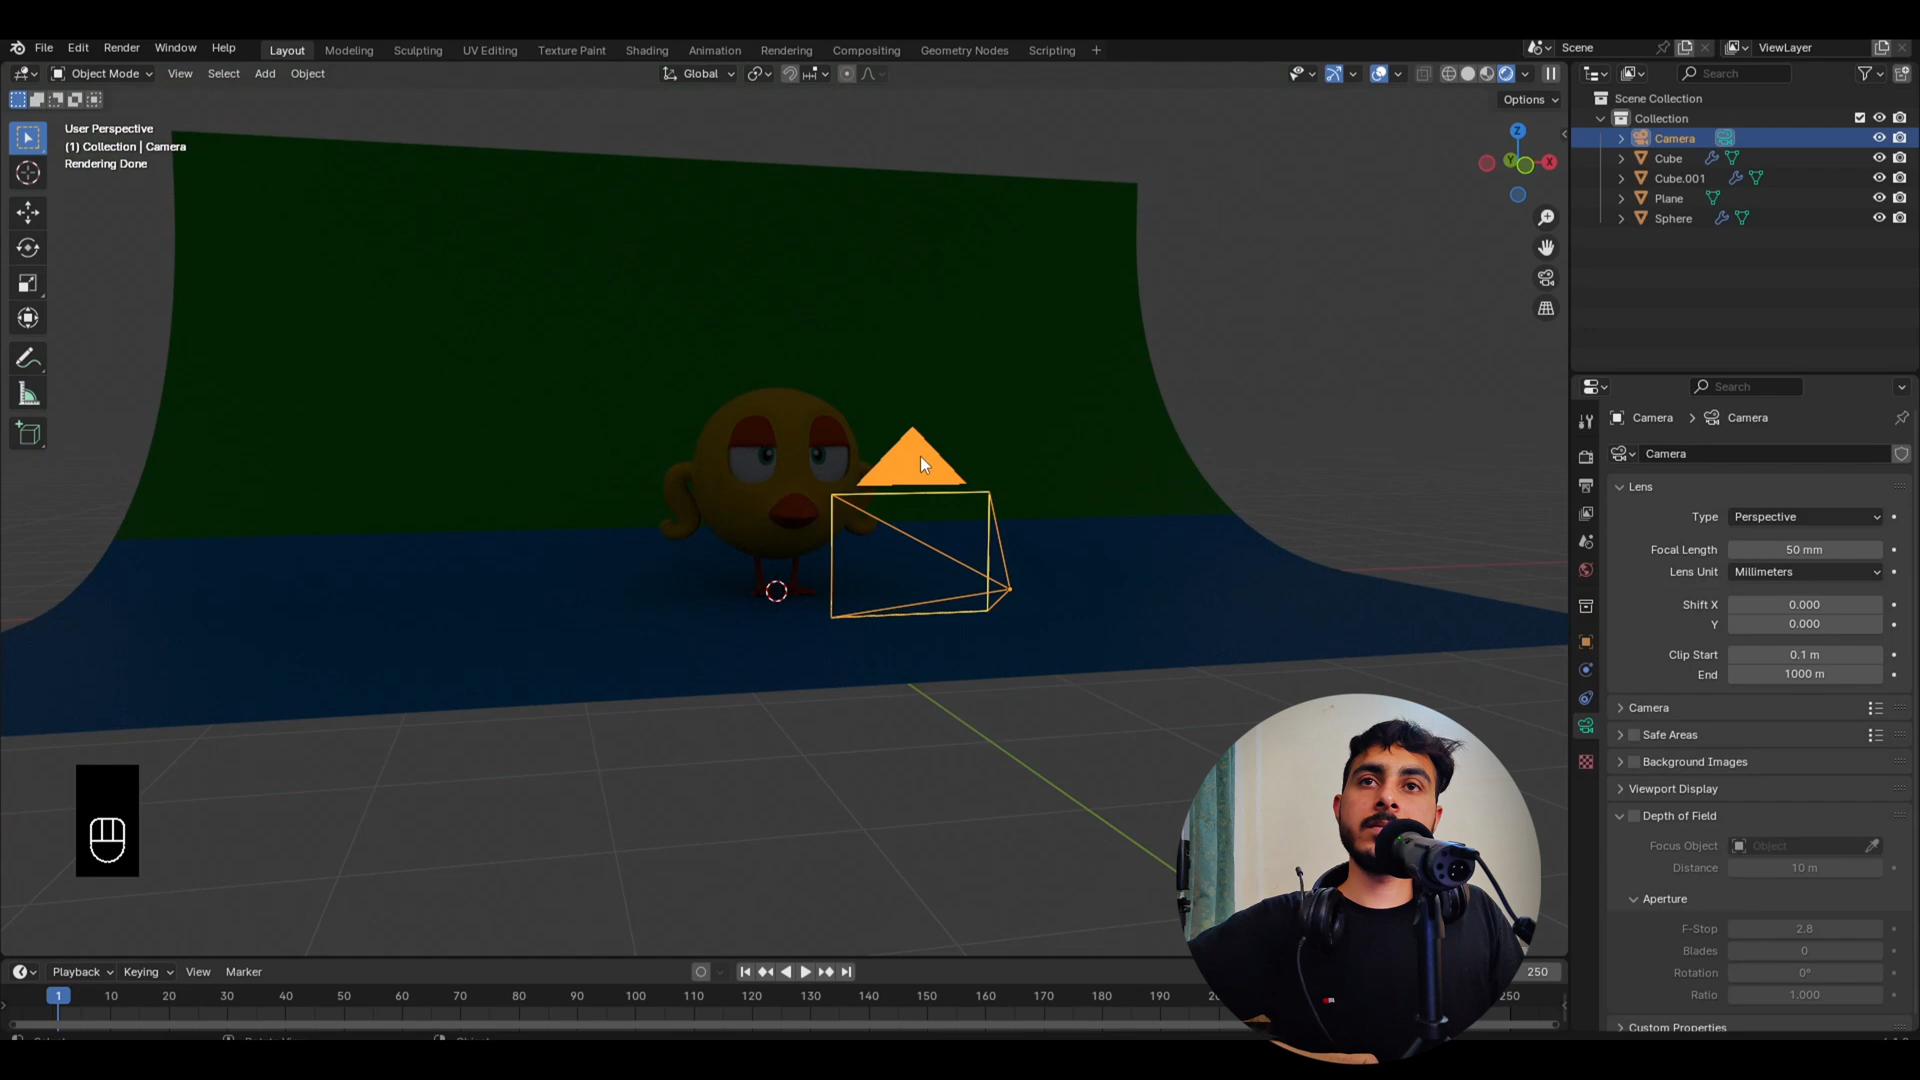 File Edit Render Window Help
Layout Modeling Sculpting UV Editing Texture Paint Shading Animation Rendering Compositing Geometry Nodes Scripting +
Scene
ViewLayer
Object Mode
View Select Add Object
Global
Search
Options
User Perspective
(1) Collection | Camera
Rendering Done
Z
Y
X
Scene Collection
Collection
Camera
Cube
Cube.001
Plane
Sphere
Search
Camera > Camera
Camera
Lens
Type Perspective
Focal Length 50 mm
Lens Unit Millimeters
Shift X 0.000
Y 0.000
Clip Start 0.1 m
End 1000 m
Camera
Safe Areas
Background Images
Viewport Display
Depth of Field
Focus Object Object
Distance 10 m
Aperture
F-Stop 2.8
Blades 0
Rotation 0°
Ratio 1.000
Custom Properties
Playback Keying View Marker
250
1 10 20 30 40 50 60 70 80 90 100 110 120 130 140 150 160 170 180 190 250